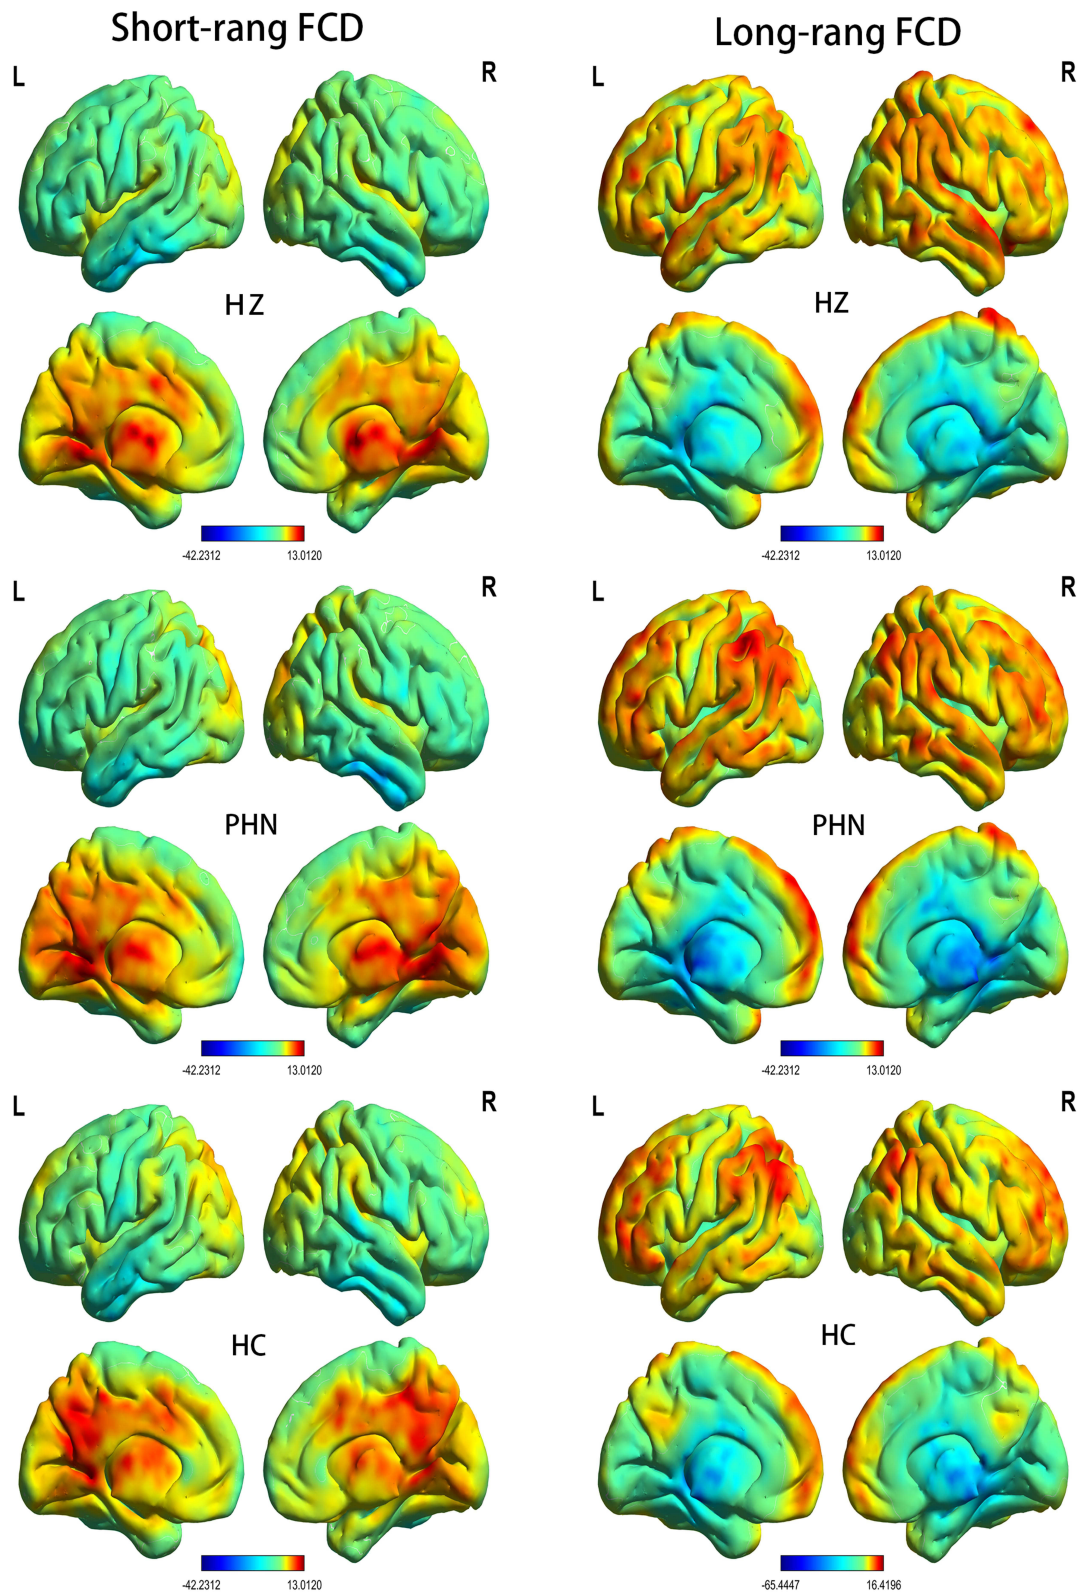 Short-rang FCD
Long-rang FCD
L
R
L
R
HZ
HZ
-42.2312
13.0120
-42.2312
13.0120
L
R
L
R
PHN
PHN
-42.2312
13.0120
-42.2312
13.0120
L
R
L
R
HC
HC
-42.2312
13.0120
-65.4447
16.4196